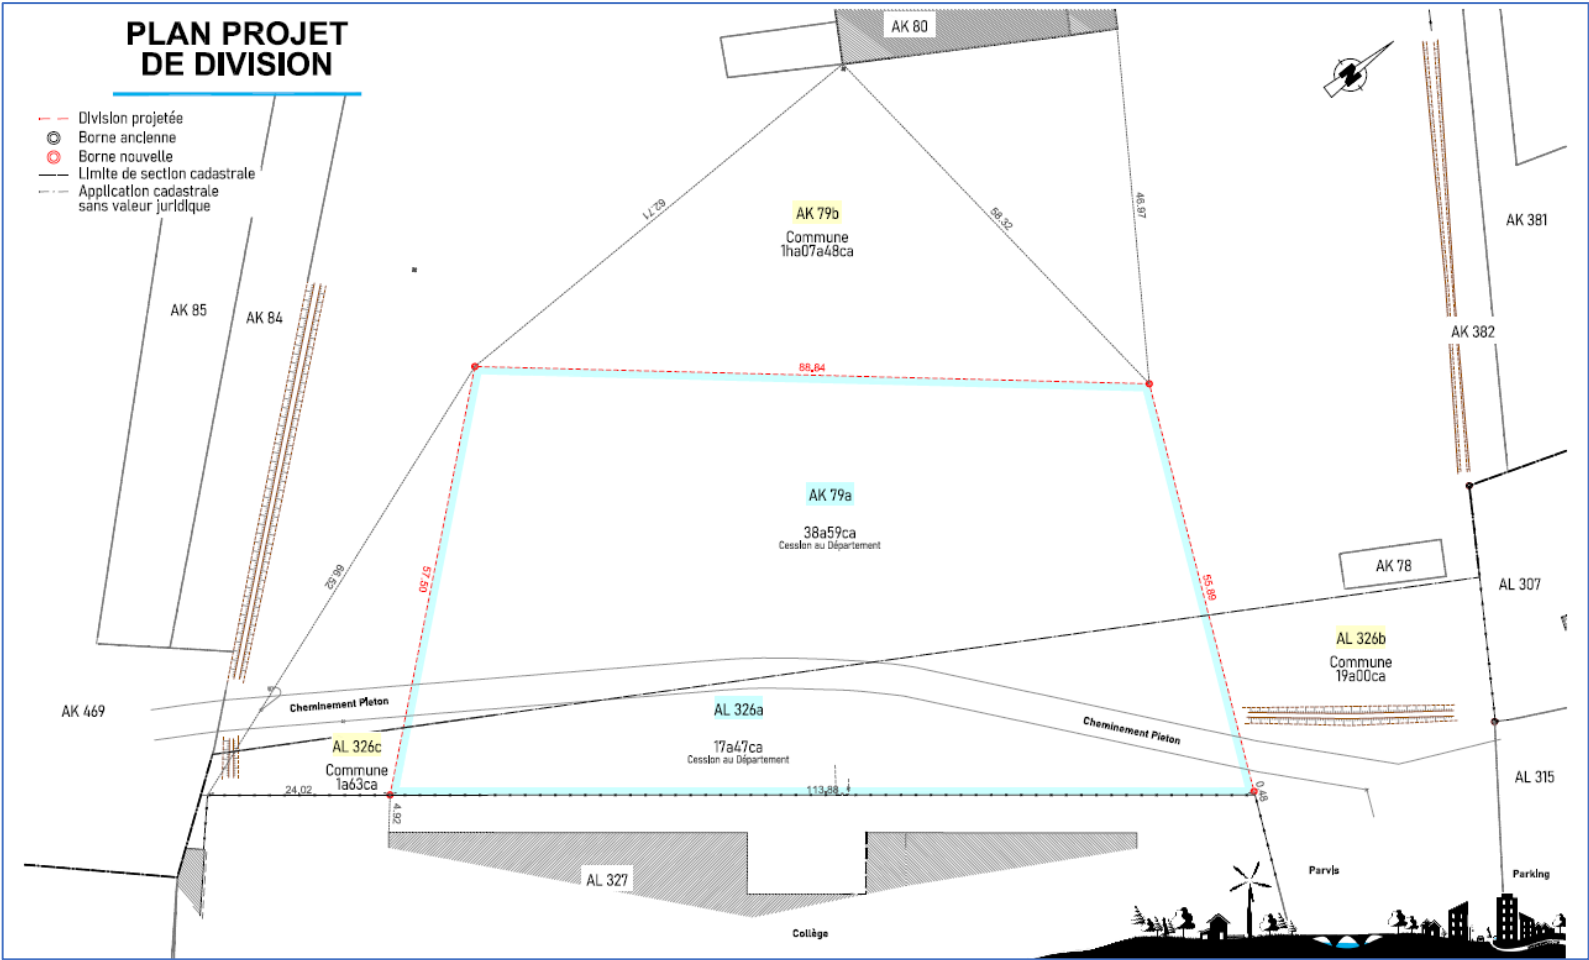 PLAN PROJET
DE DIVISION
Division projetée
Borne ancienne
Borne nouvelle
Limite de section cadastrale
Application cadastrale
sans valeur juridique
AK 80
N
62,71
58,32
46,97
AK 79b
Commune
1ha07a48ca
AK 381
AK 85
AK 84
AK 382
88,84
AK 79a
38a59ca
Cession au Département
66,52
57,50
55,89
AK 78
AL 307
AL 326b
Commune
19a00ca
AK 469
Cheminement Pieton
AL 326a
17a47ca
Cession au Département
Cheminement Pieton
AL 326c
Commune
1a63ca
AL 315
24,02
113,88
0,48
4,92
AL 327
Parvis
Parking
Collège